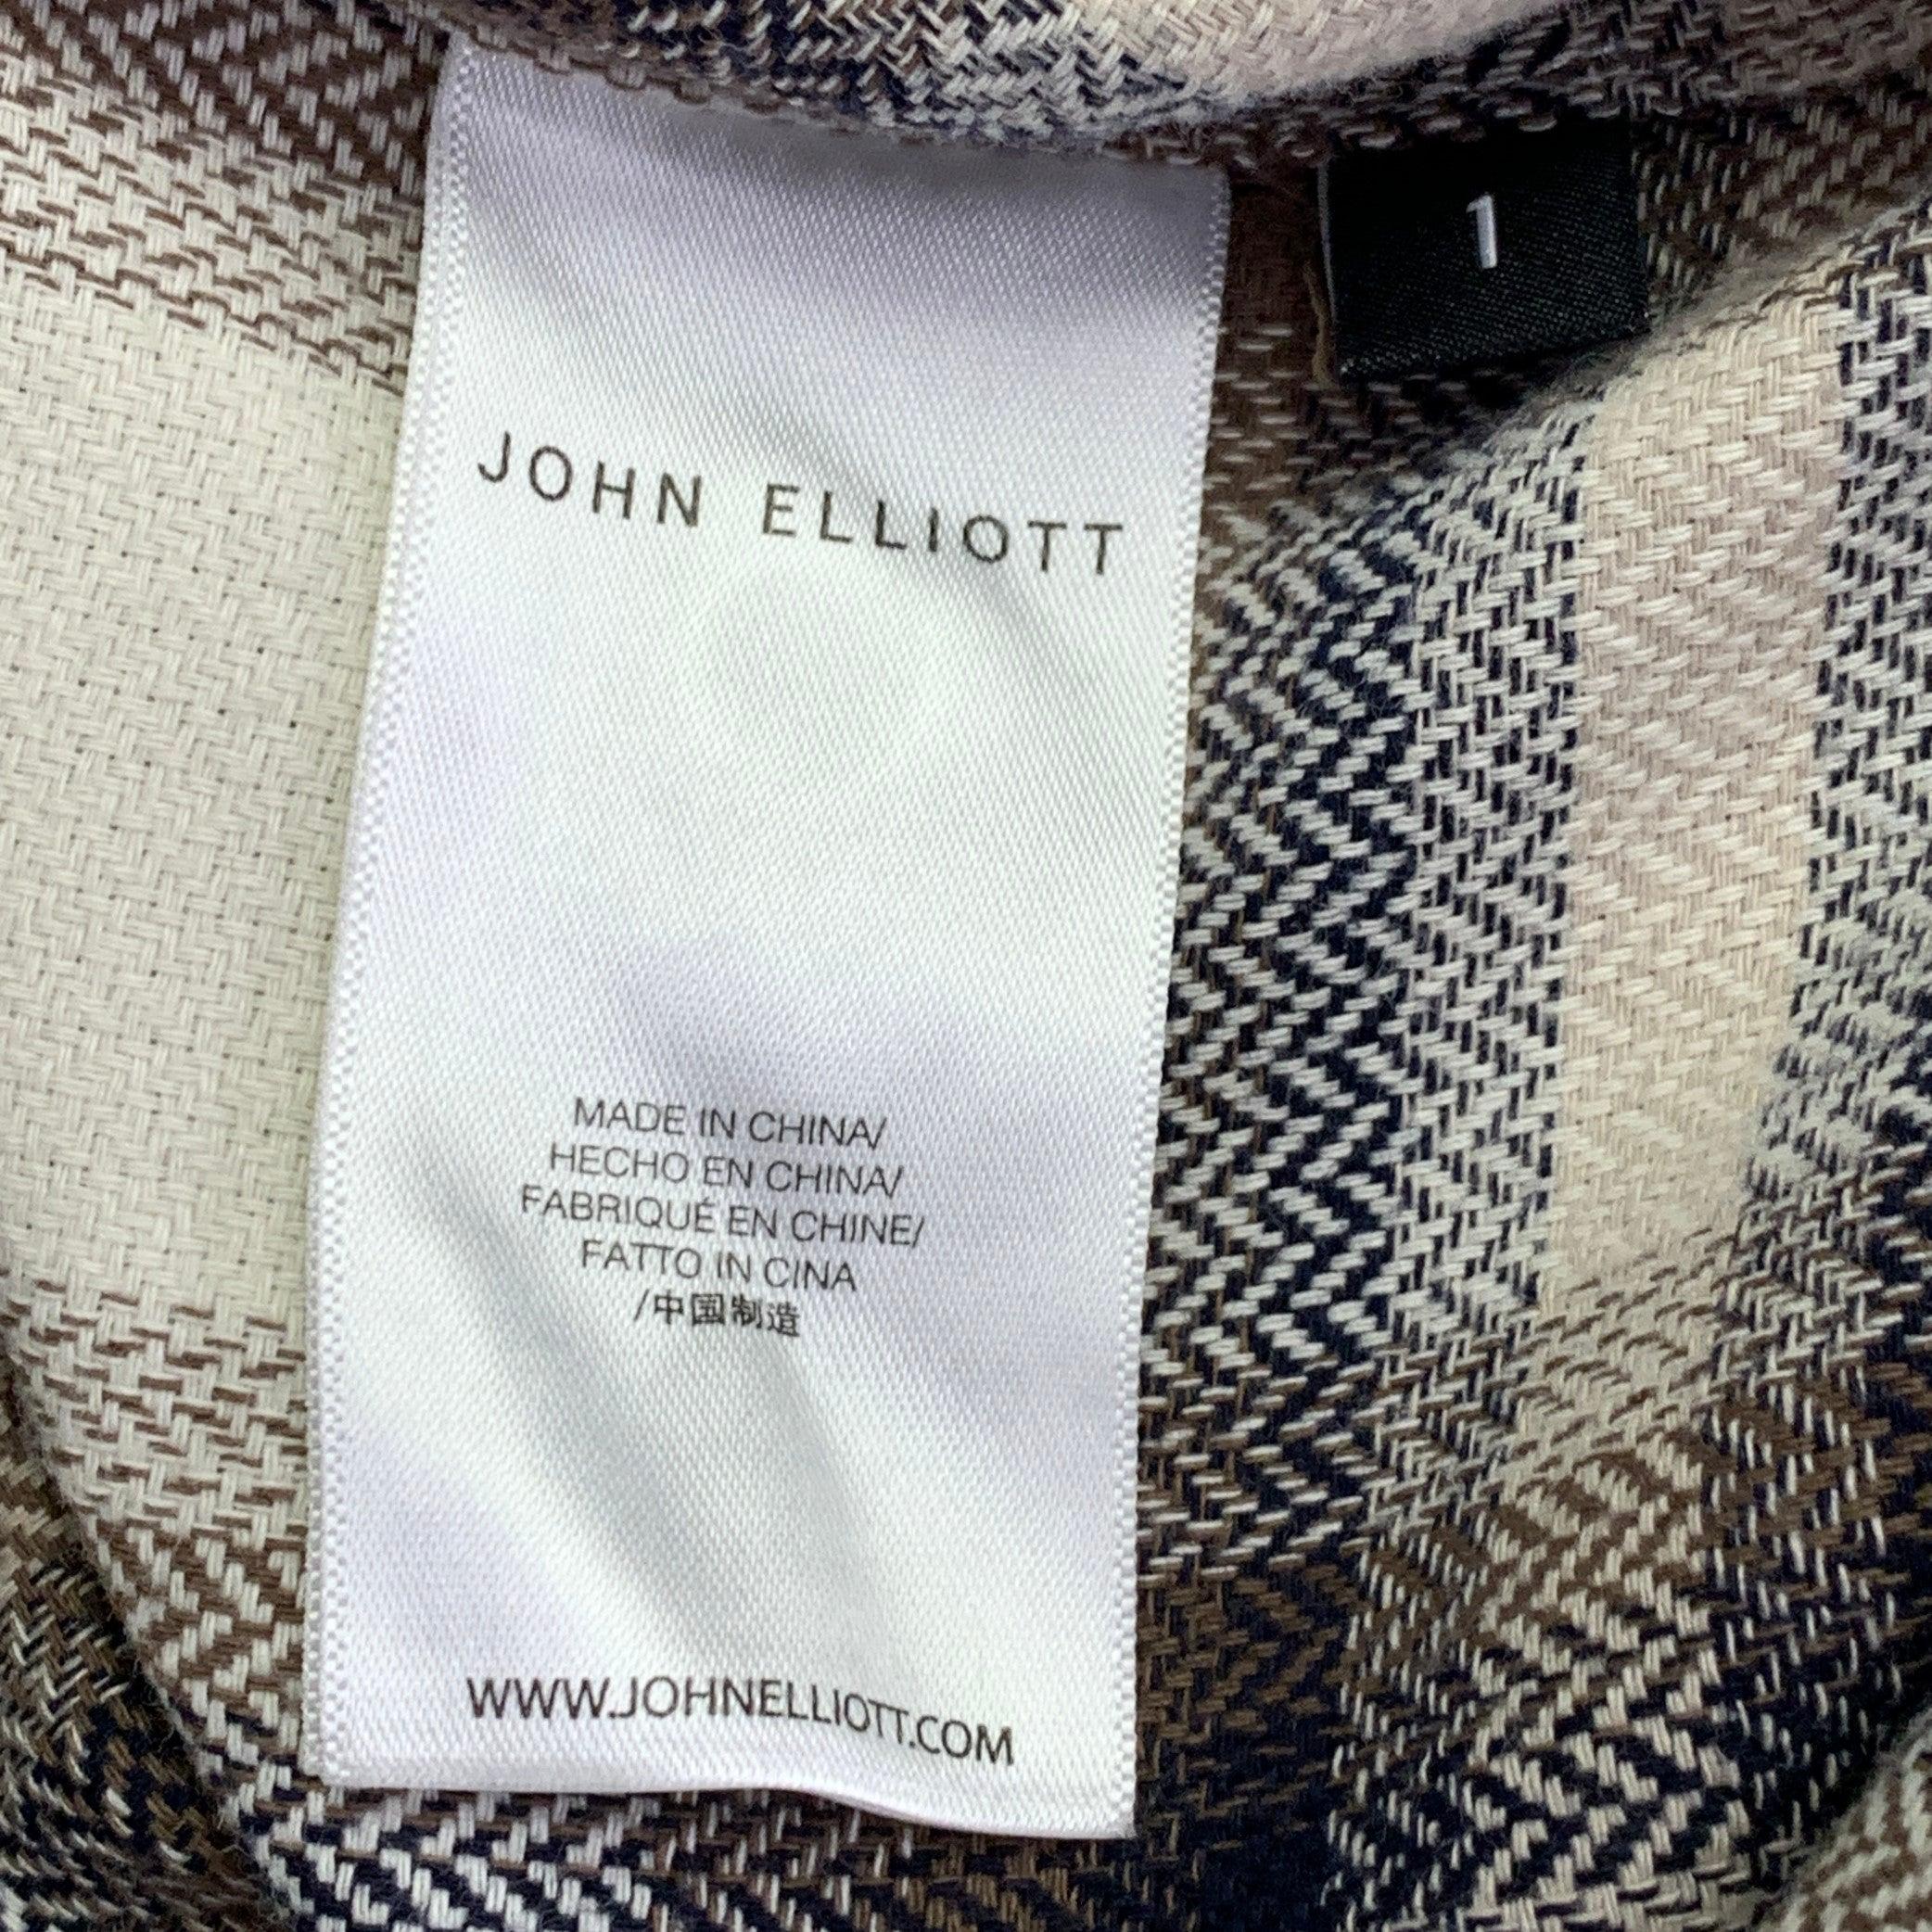 1
JOHN ELLIOTT
MADE IN CHINA/
HECHO EN CHINA/
FABRIQUÉ EN CHINE/
FATTO IN CINA
/中国制造
WWW.JOHNELLIOTT.COM